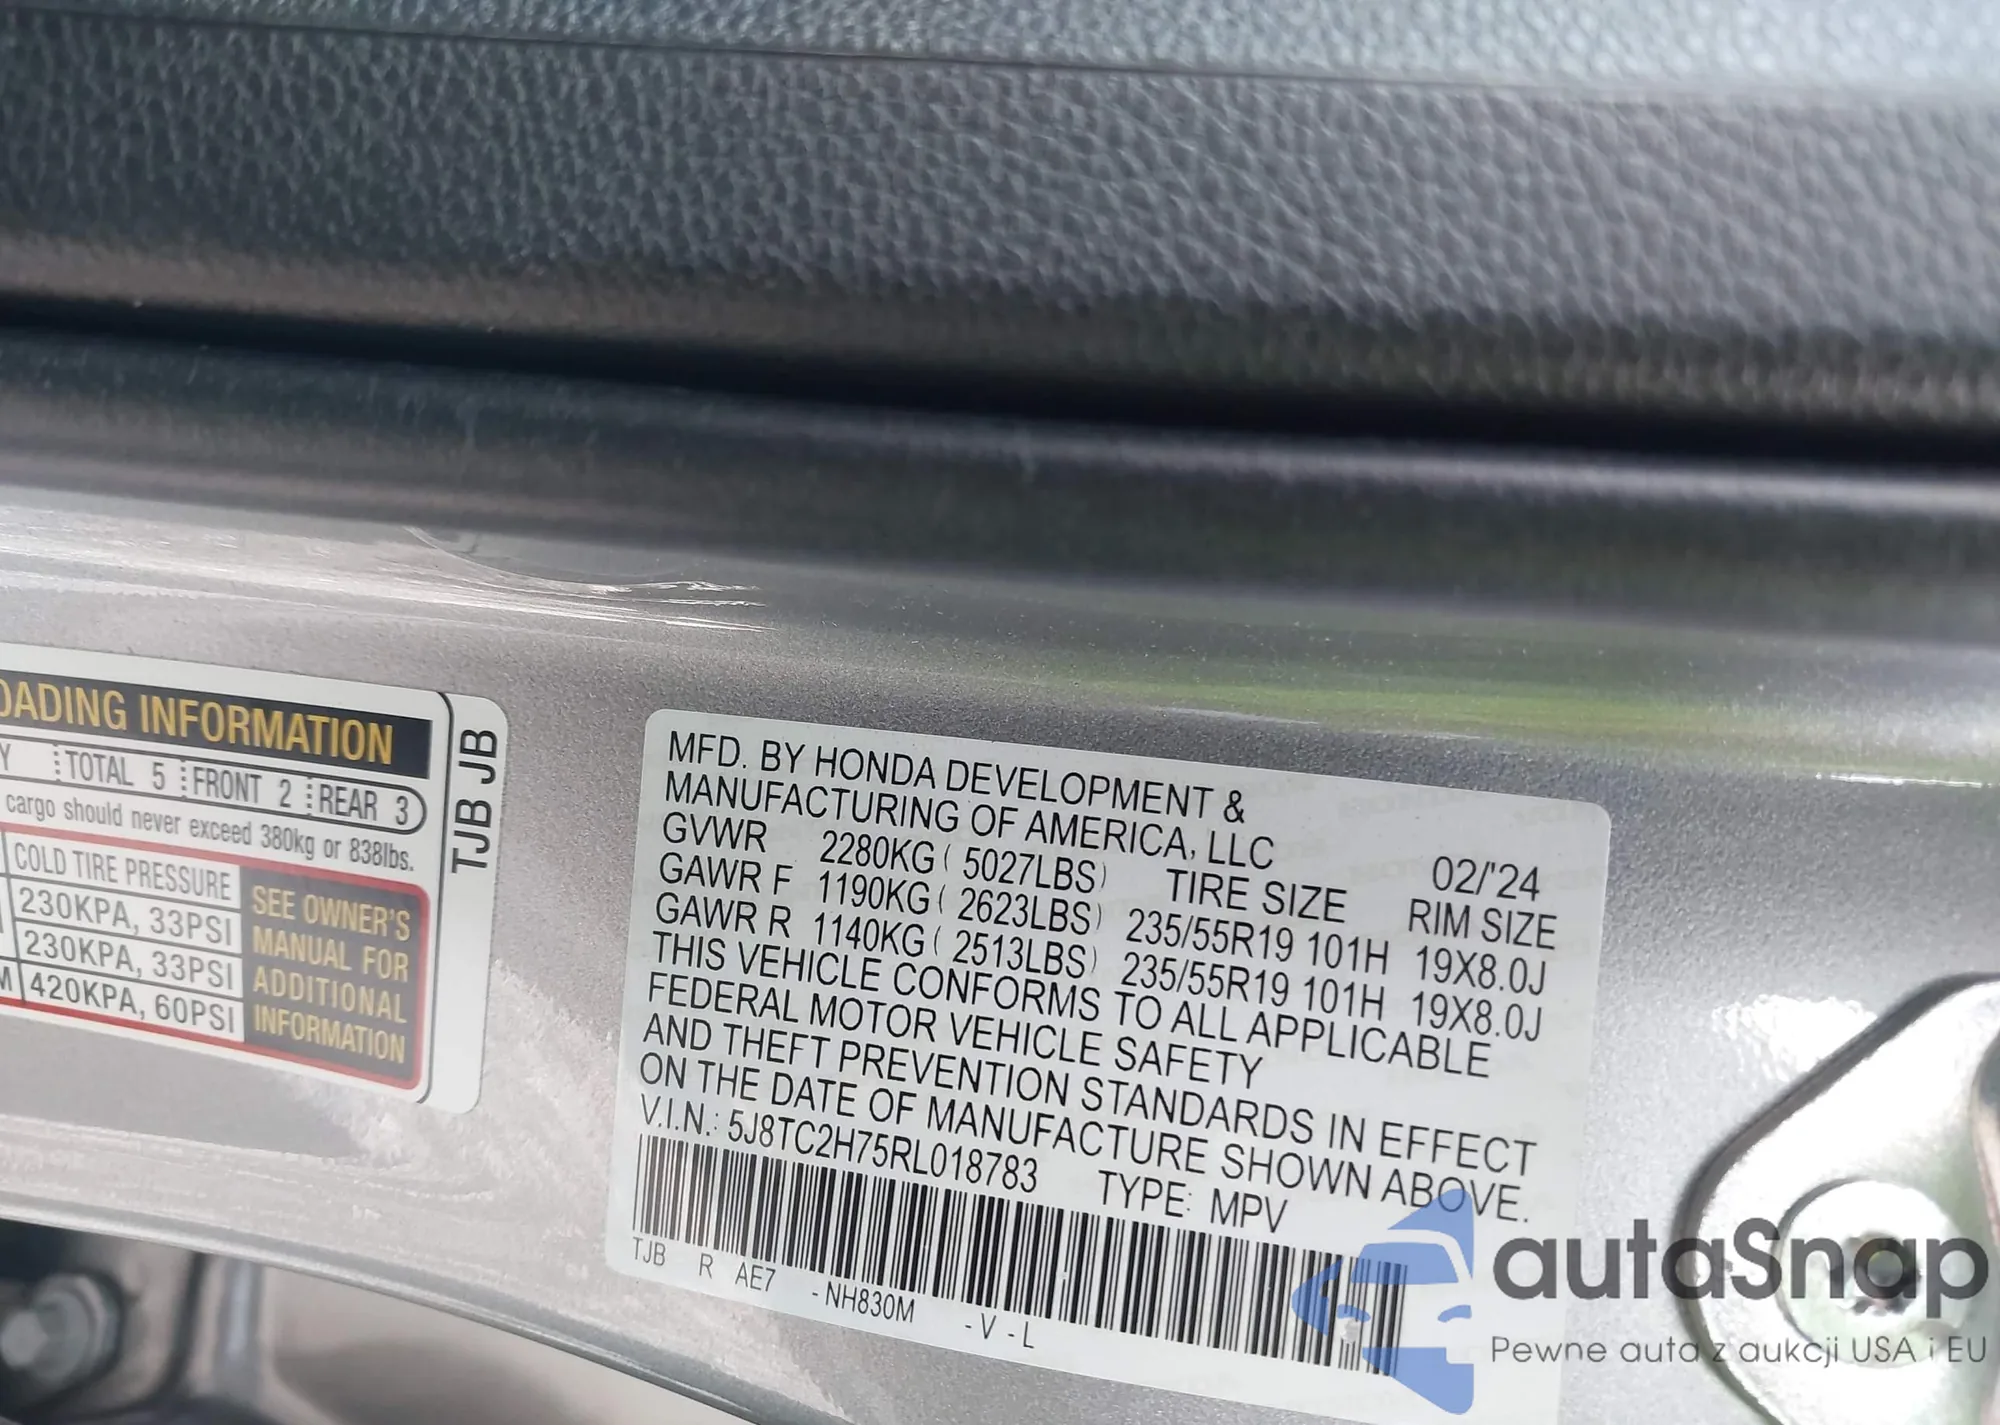 OADING INFORMATION
Y TOTAL 5 FRONT 2 REAR 3
cargo should never exceed 380kg or 838lbs.
COLD TIRE PRESSURE
230KPA, 33PSI
230KPA, 33PSI
M 420KPA, 60PSI
SEE OWNER'S
MANUAL FOR
ADDITIONAL
INFORMATION
TJB JB
MFD. BY HONDA DEVELOPMENT &
MANUFACTURING OF AMERICA, LLC
GVWR 2280KG ( 5027LBS) TIRE SIZE 02/'24
GAWR F 1190KG ( 2623LBS) 235/55R19 101H RIM SIZE
GAWR R 1140KG ( 2513LBS) 235/55R19 101H 19X8.0J
19X8.0J
THIS VEHICLE CONFORMS TO ALL APPLICABLE
FEDERAL MOTOR VEHICLE SAFETY
AND THEFT PREVENTION STANDARDS IN EFFECT
ON THE DATE OF MANUFACTURE SHOWN ABOVE.
V.I.N.: 5J8TC2H75RL018783 TYPE: MPV
TJB R AE7 -NH830M -V -L
autaSnap
Pewne auta z aukcji USA i EU